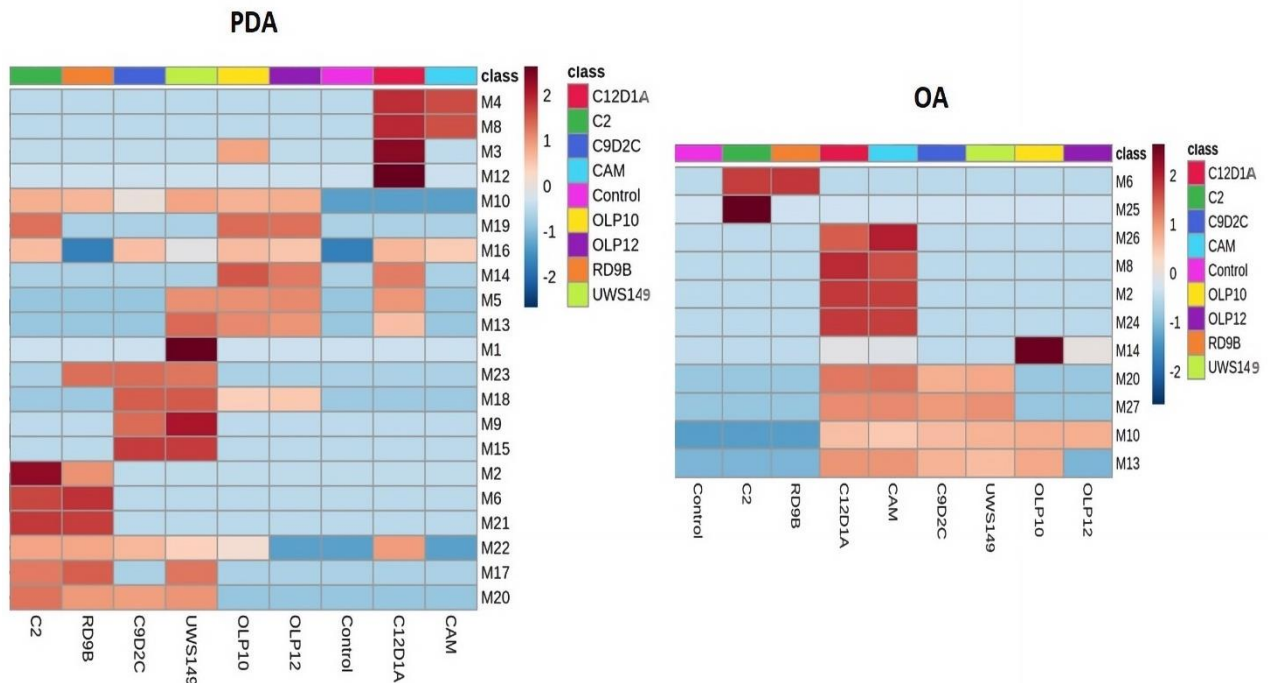 PDA
class
M4
M8
M3
M12
M10
M19
M16
M14
M5
M13
M1
M23
M18
M9
M15
M2
M6
M21
M22
M17
M20
C2
RD9B
C9D2C
UWS149
OLP10
OLP12
Control
C12D1A
CAM
2
1
0
-1
-2
class
C12D1A
C2
C9D2C
CAM
Control
OLP10
OLP12
RD9B
UWS149
OA
class
M6
M25
M26
M8
M2
M24
M14
M20
M27
M10
M13
Control
C2
RD9B
C12D1A
CAM
C9D2C
UWS149
OLP10
OLP12
2
1
0
-1
-2
class
C12D1A
C2
C9D2C
CAM
Control
OLP10
OLP12
RD9B
UWS149